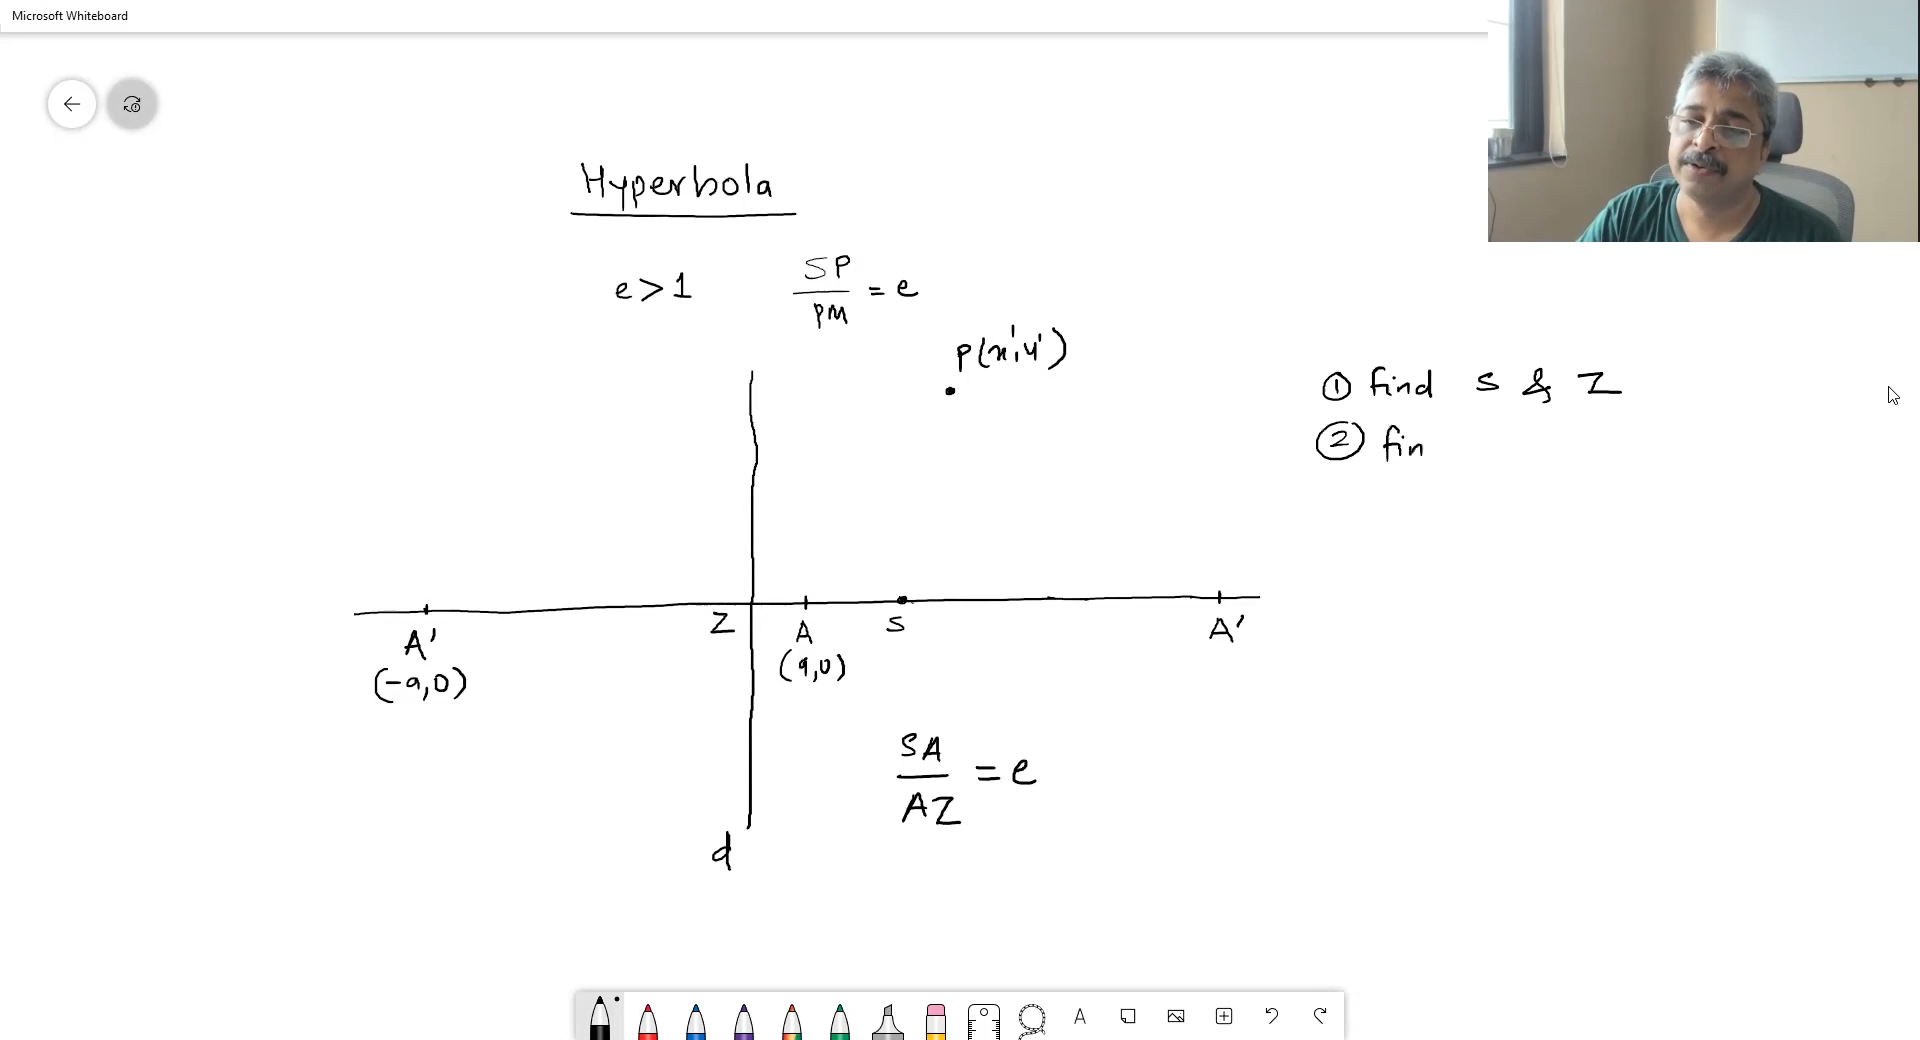 Microsoft Whiteboard
Hyperbola
e > 1
SP/PM = e
P(x', y')
① find S & Z
② fin
Z
A
S
A'
A'
(a,0)
(-a,0)
SA/AZ = e
d
A